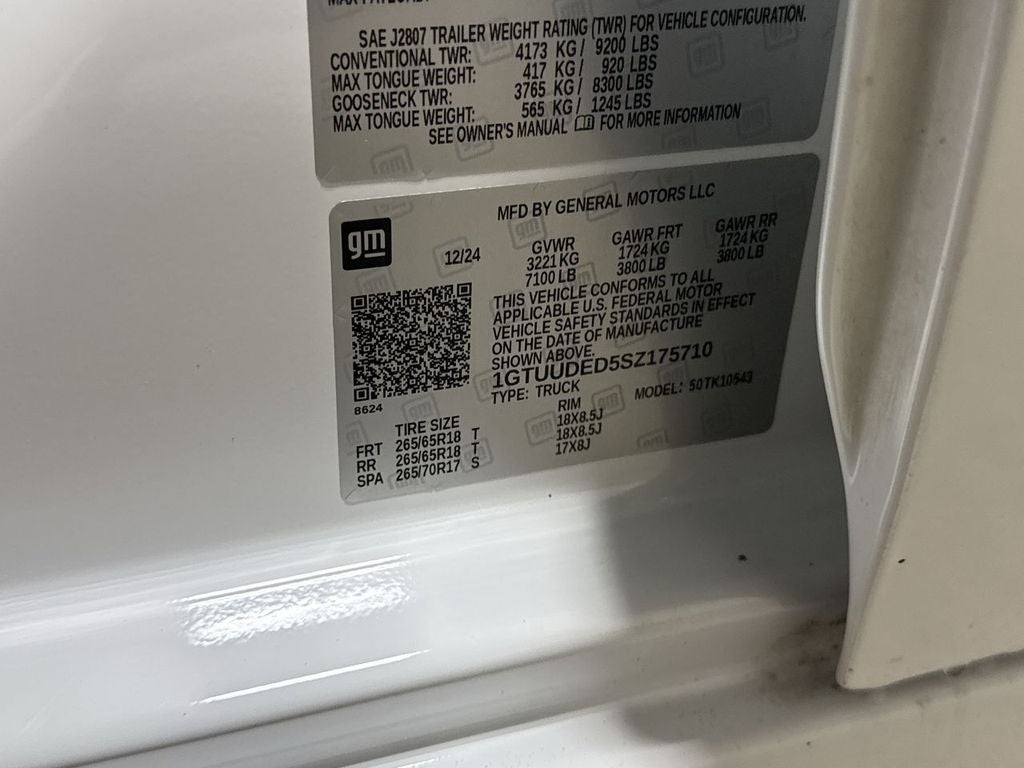 SAE J2807 TRAILER WEIGHT RATING (TWR) FOR VEHICLE CONFIGURATION.
CONVENTIONAL TWR: 4173 KG / 9200 LBS
MAX TONGUE WEIGHT: 417 KG / 920 LBS
GOOSENECK TWR: 3765 KG / 8300 LBS
MAX TONGUE WEIGHT: 565 KG / 1245 LBS
SEE OWNER'S MANUAL FOR MORE INFORMATION
gm
MFD BY GENERAL MOTORS LLC
12/24
GVWR GAWR FRT GAWR RR
3221 KG 1724 KG 1724 KG
7100 LB 3800 LB 3800 LB
THIS VEHICLE CONFORMS TO ALL
APPLICABLE U.S. FEDERAL MOTOR
VEHICLE SAFETY STANDARDS IN EFFECT
ON THE DATE OF MANUFACTURE
SHOWN ABOVE.
1GTUUDED5SZ175710
TYPE: TRUCK MODEL: 50TK10543
8624
TIRE SIZE RIM
FRT 265/65R18 T 18X8.5J
RR 265/65R18 T 18X8.5J
SPA 265/70R17 S 17X8J